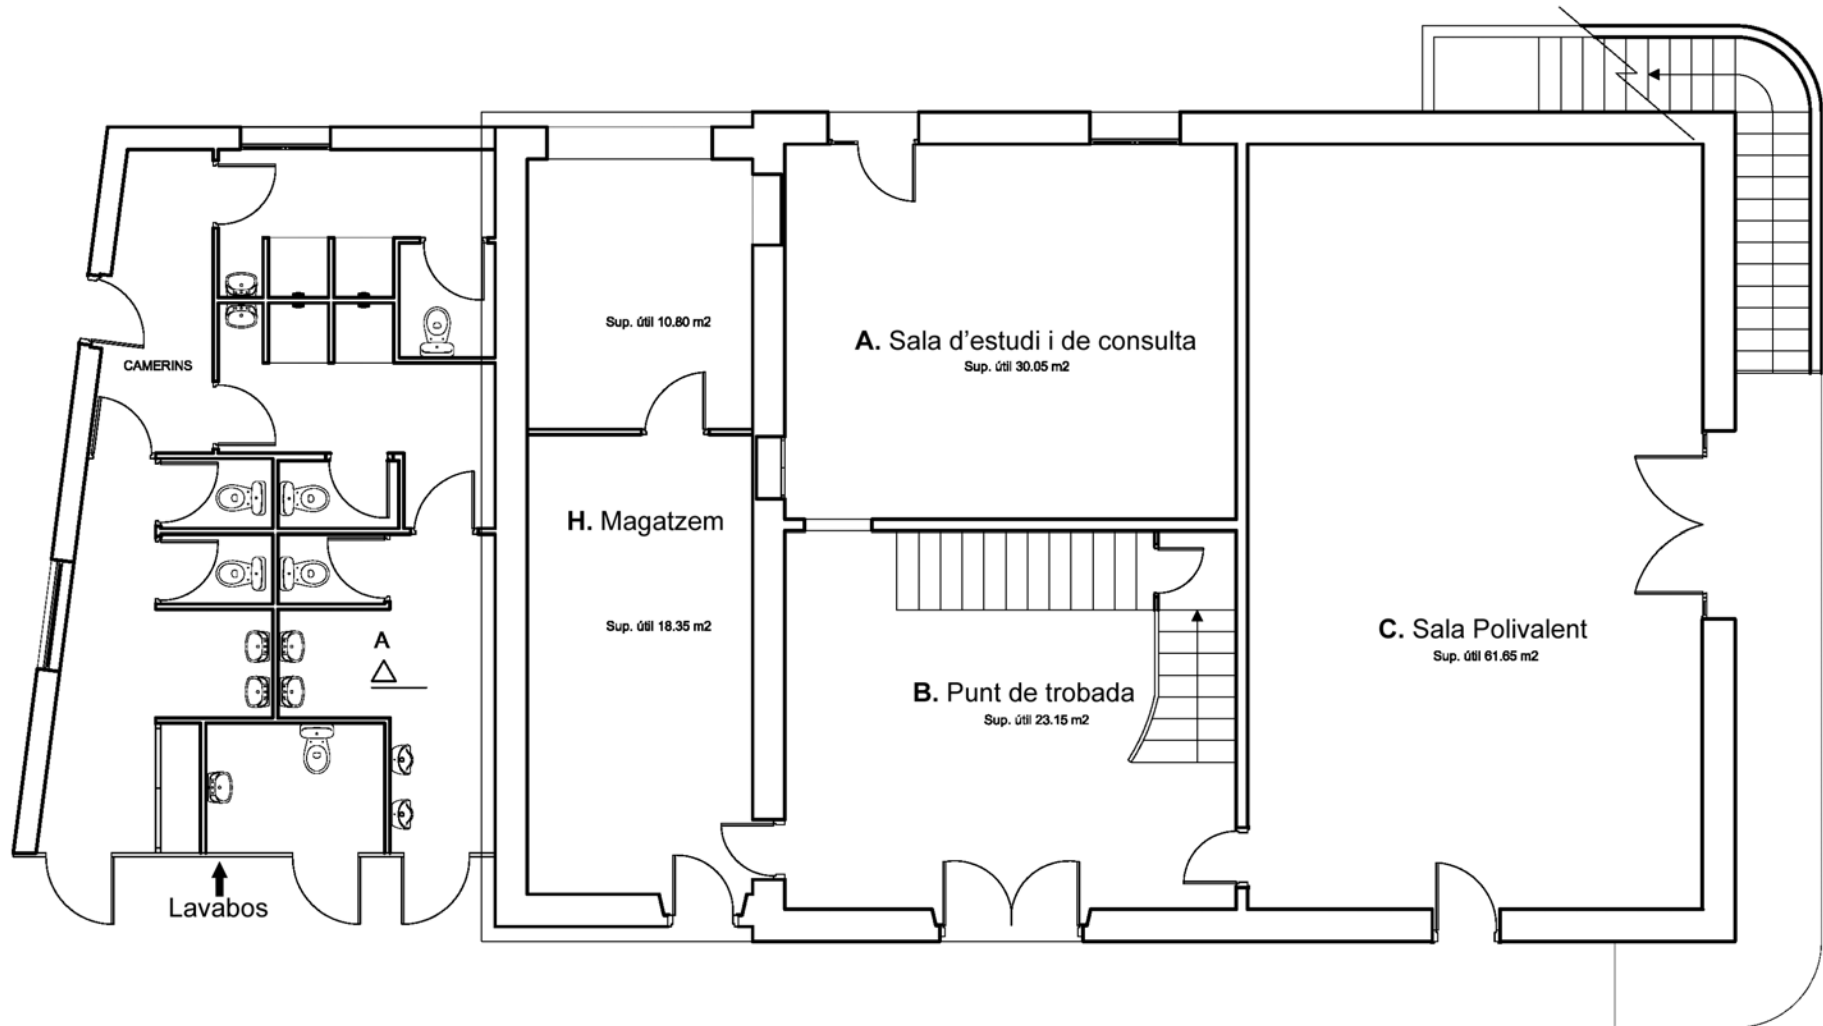 Sup. útil 10.80 m2
A. Sala d’estudi i de consulta
Sup. útil 30.05 m2
CAMERINS
H. Magatzem
Sup. útil 18.35 m2
A
C. Sala Polivalent
Sup. útil 61.65 m2
B. Punt de trobada
Sup. útil 23.15 m2
Lavabos